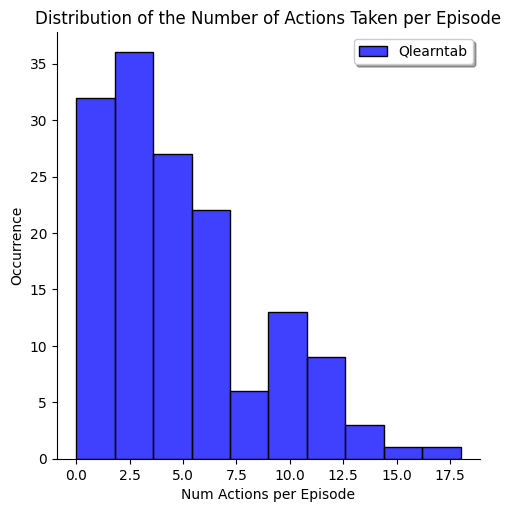 Distribution of the Number of Actions Taken per Episode
Qlearntab
35
30
25
20
15
10
5
0
Occurrence
0.0 2.5 5.0 7.5 10.0 12.5 15.0 17.5
Num Actions per Episode